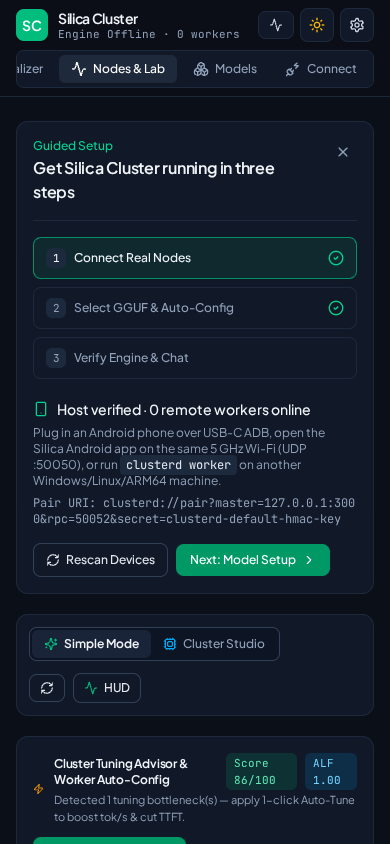 SC
Silica Cluster
Engine Offline · 0 workers
alizer
Nodes & Lab
Models
Connect
Guided Setup
Get Silica Cluster running in three
steps
1 Connect Real Nodes
2 Select GGUF & Auto-Config
3 Verify Engine & Chat
Host verified · 0 remote workers online
Plug in an Android phone over USB-C ADB, open the
Silica Android app on the same 5 GHz Wi-Fi (UDP
:50050), or run clusterd worker on another
Windows/Linux/ARM64 machine.
Pair URI: clusterd://pair?master=127.0.0.1:300
0&rpc=50052&secret=clusterd-default-hmac-key
Rescan Devices
Next: Model Setup
Simple Mode
Cluster Studio
HUD
Cluster Tuning Advisor &
Worker Auto-Config
Score
86/100
ALF
1.00
Detected 1 tuning bottleneck(s) — apply 1-click Auto-Tune
to boost tok/s & cut TTFT.